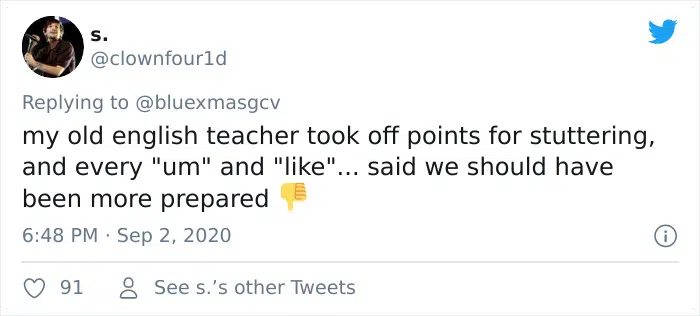 s.
@clownfour1d
Replying to @bluexmasgcv
my old english teacher took off points for stuttering,
and every "um" and "like"... said we should have
been more prepared 👎
6:48 PM · Sep 2, 2020
91 See s.’s other Tweets